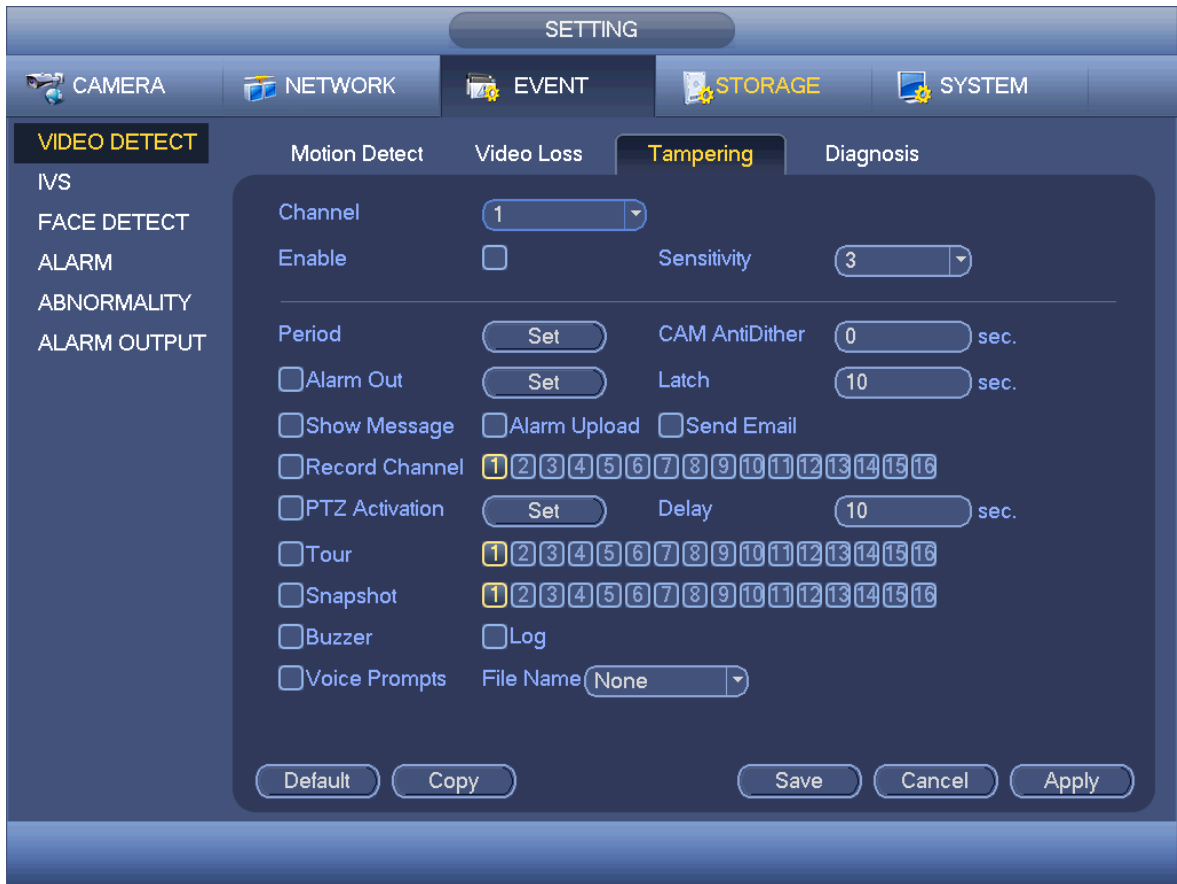 SETTING
CAMERA NETWORK EVENT STORAGE SYSTEM
VIDEO DETECT
IVS
FACE DETECT
ALARM
ABNORMALITY
ALARM OUTPUT
Motion Detect Video Loss Tampering Diagnosis
Channel 1
Enable Sensitivity 3
Period Set CAM AntiDither 0 sec.
Alarm Out Set Latch 10 sec.
Show Message Alarm Upload Send Email
Record Channel 1 2 3 4 5 6 7 8 9 10 11 12 13 14 15 16
PTZ Activation Set Delay 10 sec.
Tour 1 2 3 4 5 6 7 8 9 10 11 12 13 14 15 16
Snapshot 1 2 3 4 5 6 7 8 9 10 11 12 13 14 15 16
Buzzer Log
Voice Prompts File Name None
Default Copy Save Cancel Apply